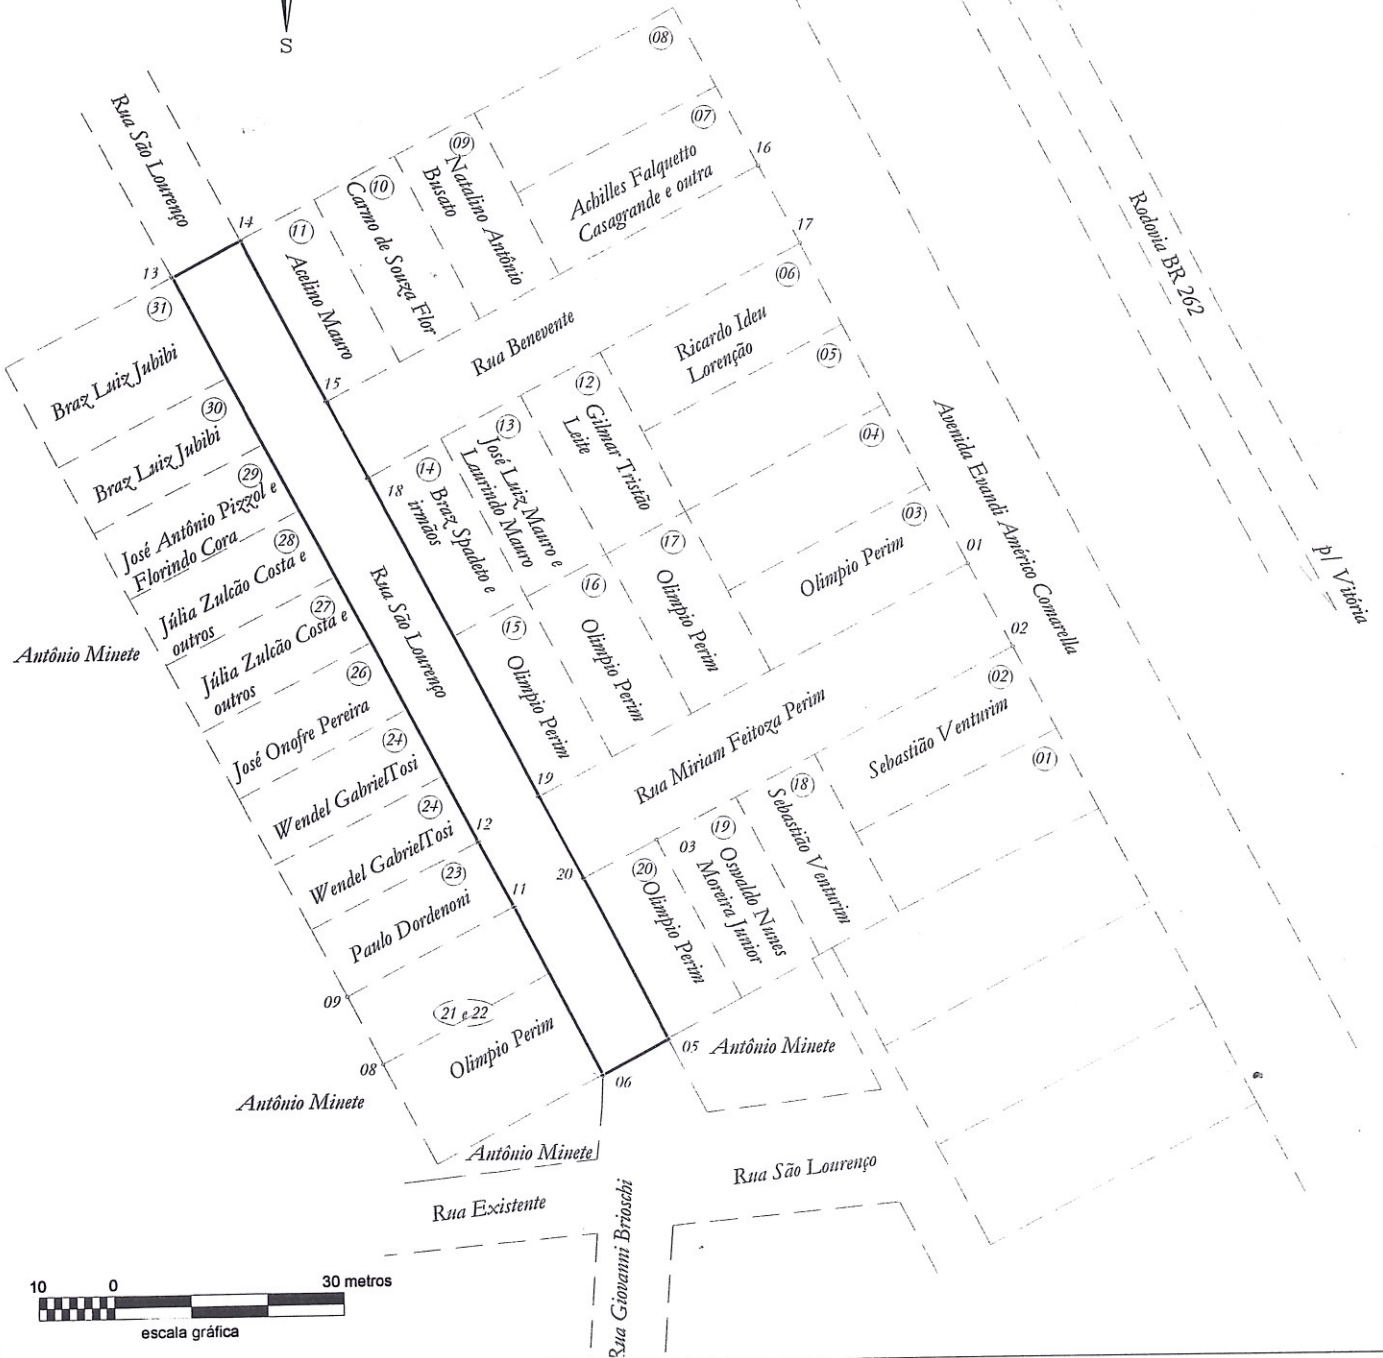 S
Rua São Lourenço
08
07
Achilles Falquetto
Casagrande e outra
16
09
Natalino Antônio
Busato
10
Carmo de Souza Flor
11
Acelino Mauro
14
13
17
Rodovia BR 262
06
Ricardo Ideu
Lorenção
05
Rua Benevente
15
31
Braz Luiz Jubibi
30
Braz Luiz Jubibi
12
Gilmar Tristão
Leite
13
José Luiz Mauro e
Laurindo Mauro
14
Braz Spadeto e
irmãos
18
04
Avenida Evandi Américo Comarella
29
José Antônio Pizzol e
Florindo Cora
28
Júlia Zulcão Costa e
outros
27
Júlia Zulcão Costa e
outros
Antônio Minete
Rua São Lourenço
03
Olimpio Perim
01
p/ Vitória
17
Olimpio Perim
16
Olimpio Perim
15
Olimpio Perim
02
26
José Onofre Pereira
24
Wendel GabrielTosi
24
Wendel GabrielTosi
12
19
Rua Miriam Feitoza Perim
02
Sebastião Venturim
01
18
Sebastião Venturim
03
19
Oswaldo Nunes
Moreira Junior
20
Olimpio Perim
20
23
Paulo Dordenoni
11
09
21 e 22
Olimpio Perim
08
05
Antônio Minete
06
Antônio Minete
Antônio Minete
Rua São Lourenço
Rua Existente
Rua Giovanni Brioschi
10 0 30 metros
escala gráfica